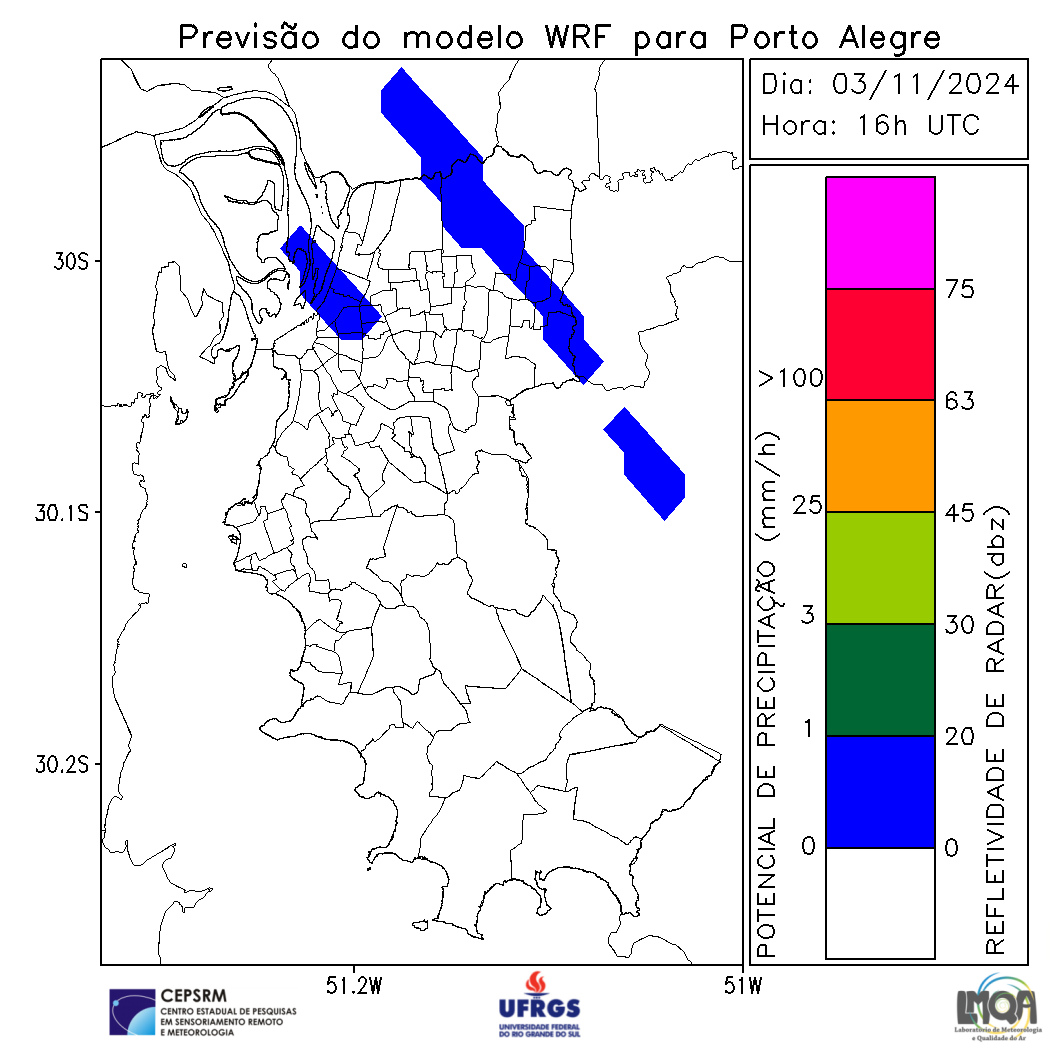 Previsão do modelo WRF para Porto Alegre
Dia: 03/11/2024
Hora: 16h UTC
30S
30.1S
30.2S
51.2W
51W
POTENCIAL DE PRECIPITAÇÃO (mm/h)
>100
25
3
1
0
75
63
45
30
20
0
REFLETIVIDADE DE RADAR(dbz)
CEPSRM
CENTRO ESTADUAL DE PESQUISAS
EM SENSORIAMENTO REMOTO
E METEOROLOGIA
UFRGS
UNIVERSIDADE FEDERAL
DO RIO GRANDE DO SUL
LMQA
Laboratório de Meteorologia
e Qualidade do Ar